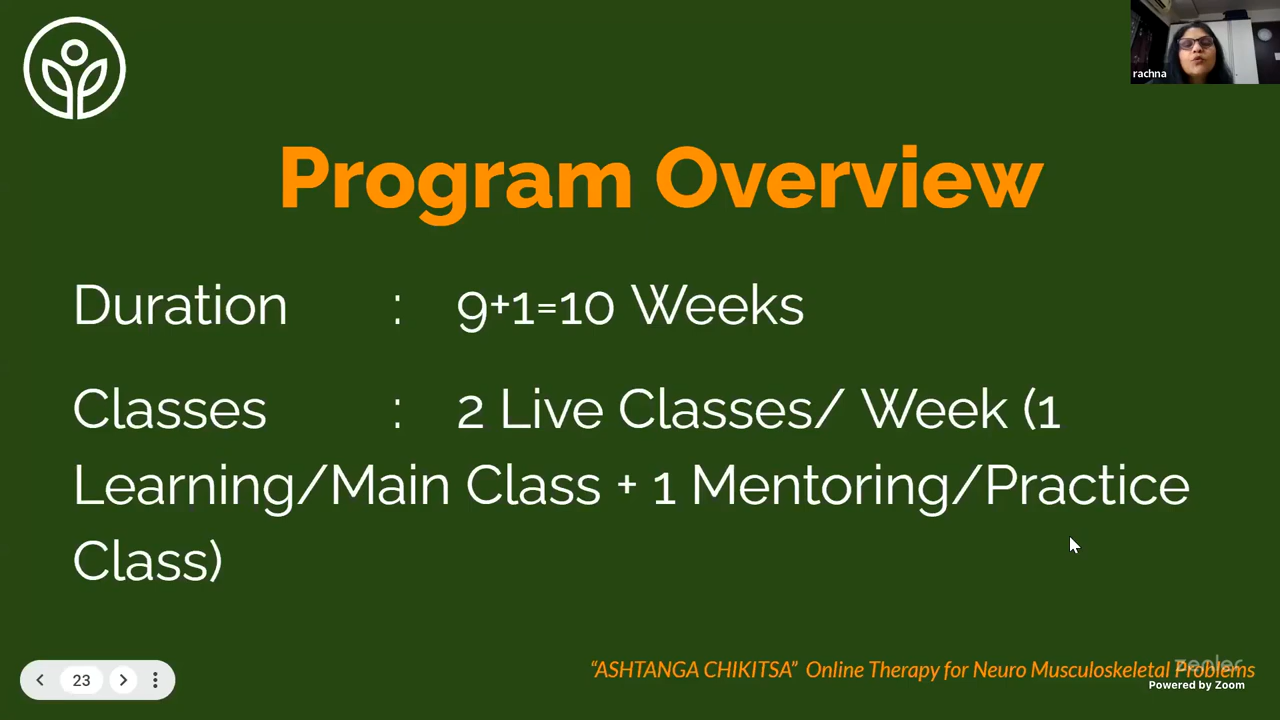 rachna
Program Overview
Duration : 9+1=10 Weeks
Classes : 2 Live Classes/ Week (1
Learning/Main Class + 1 Mentoring/Practice
Class)
23
“ASHTANGA CHIKITSA” Online Therapy for Neuro Musculoskeletal Problems
Powered by Zoom